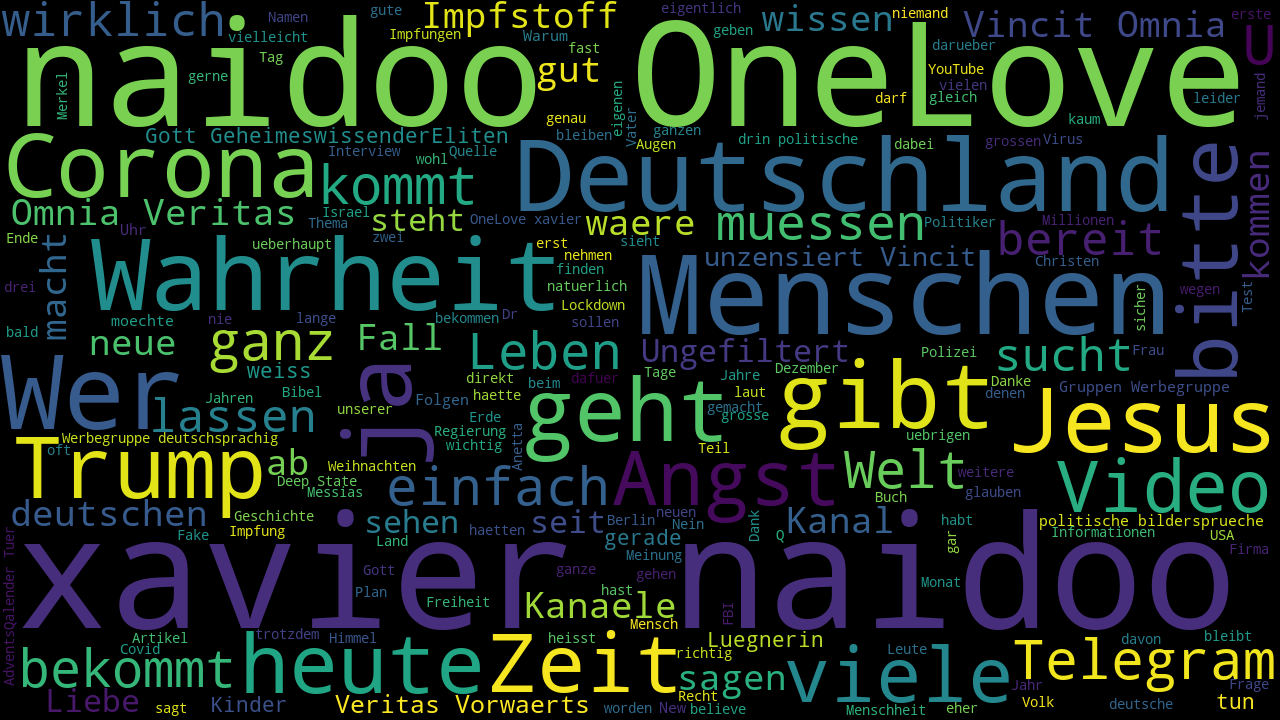 wirklich
vielleicht
gute
Impfungen
Impfstoff
Namen
Tag
Warum
fast
eigentlich
geben
wissen
niemand
Vincit Omnia
erste
U
naidoo
OneLove
gerne
Merkel
gut
genau
eigenen
darueber
YouTube
vielen
darf
gleich
leider
jemand
kaum
Corona
Gott GeheimeswissenderEliten
bleiben
Vater
ganzen
Augen
drin politische
dabei
grossen
Virus
Interview
wohl
Quelle
kommt
Deutschland
bitte
kommen
Omnia Veritas
Israel
Thema
steht
OneLove xavier
waere
muessen
Politiker
Millionen
bereit
Ende
Uhr
ueberhaupt
zwei
erst
sieht
nehmen
finden
natuerlich
Lockdown
sollen
macht
Wahrheit
unzensiert Vincit
Christen
Menschen
drei
wegen
Test
sicher
bald
moechte
nie
lange
bekommen
Dr
neue
ganz
Fall
Leben
Ungefiltert
Polizei
sucht
Frau
weiss
direkt
beim
dafuer
Tage
Jahre
Dezember
Danke
denen
Gruppen Werbegruppe
Wer
lassen
Jahren
Bibel
unserer
ja
Folgen
haette
Erde
Regierung
wichtig
geht
laut
gemacht
grosse
Teil
gibt
uebrigen
Jesus
Werbegruppe deutschsprachig
oft
Trump
ab
Weihnachten
Deep State
Messias
Anetta
einfach
Angst
Welt
weitere
Buch
glauben
Video
deutschen
Geschichte
Fake
Impfung
sehen
Land
haetten
seit
Berlin
neuen
Nein
gerade
Meinung
Dank
Q
Kanal
habt
gar
politische bildersprueche
Informationen
USA
Firma
AdventsQalender Tuer
xavier naidoo
Gott
Plan
Freiheit
ganze
gehen
hast
Kanaele
Mensch
FBI
Monat
Artikel
Covid
trotzdem
Himmel
heisst
richtig
Luegnerin
Leute
davon
bleibt
bekommt
heute
Zeit
Recht
sagen
viele
Telegram
Jahr
Frage
Liebe
sagt
Kinder
Veritas Vorwaerts
worden
New
believe
Menschheit
eher
Volk
deutsche
tun